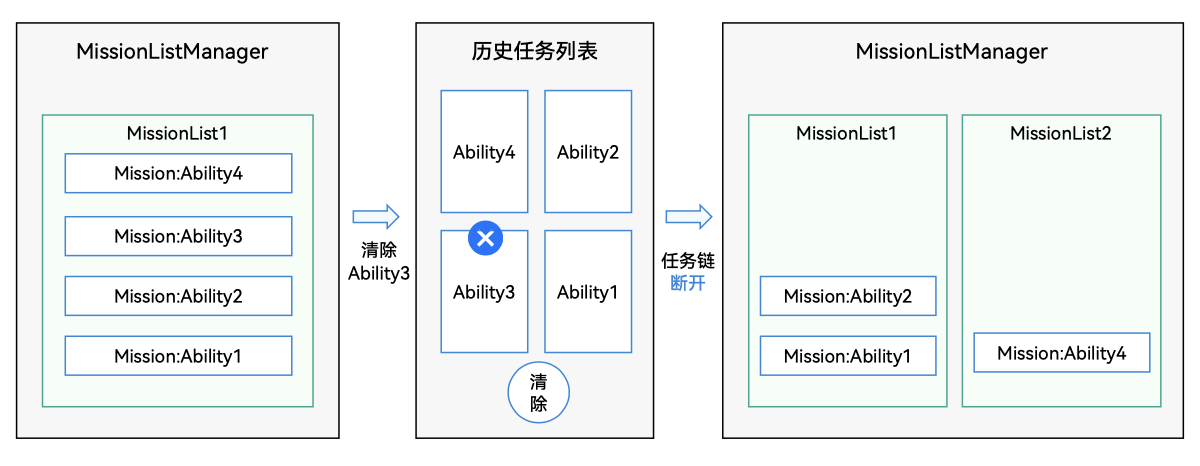 MissionListManager
MissionList1
Mission:Ability4
Mission:Ability3
Mission:Ability2
Mission:Ability1
清除
Ability3
历史任务列表
Ability4
Ability2
Ability3
Ability1
清
除
任务链
断开
MissionListManager
MissionList1
Mission:Ability2
Mission:Ability1
MissionList2
Mission:Ability4